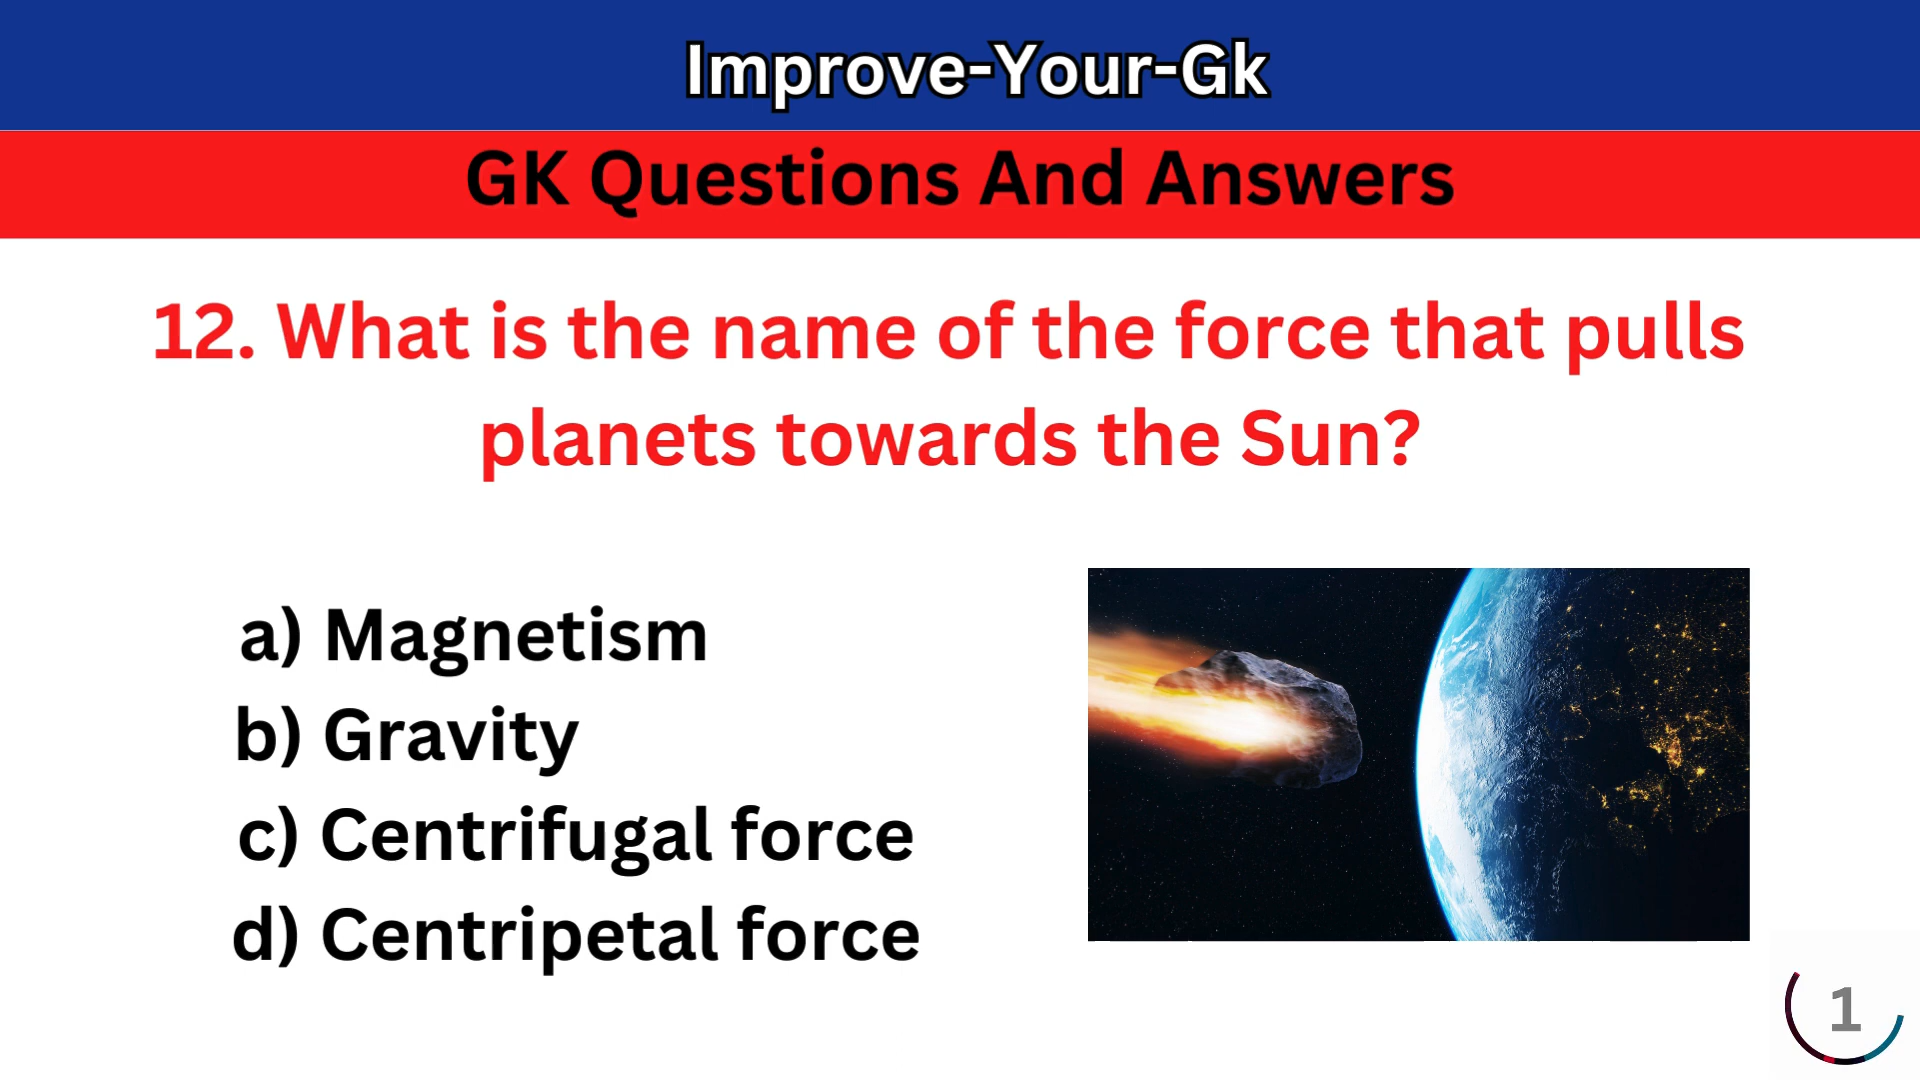 Improve-Your-Gk
GK Questions And Answers
12. What is the name of the force that pulls
planets towards the Sun?
a) Magnetism
b) Gravity
c) Centrifugal force
d) Centripetal force
1